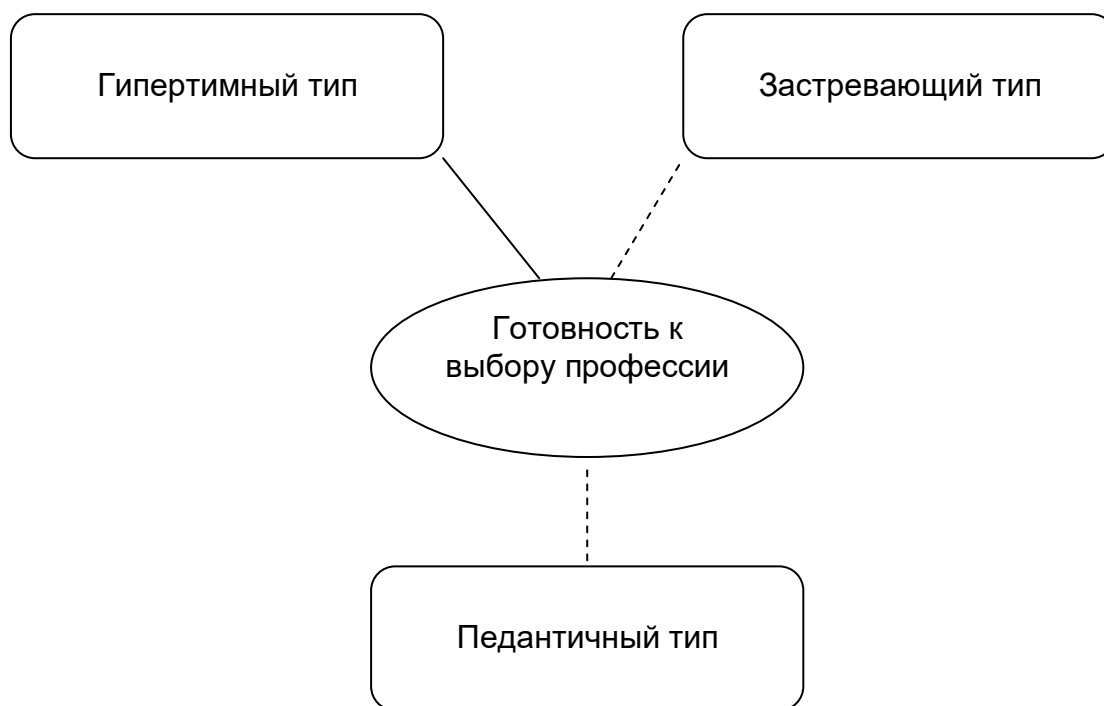 Гипертимный тип
Застревающий тип
Готовность к
выбору профессии
Педантичный тип